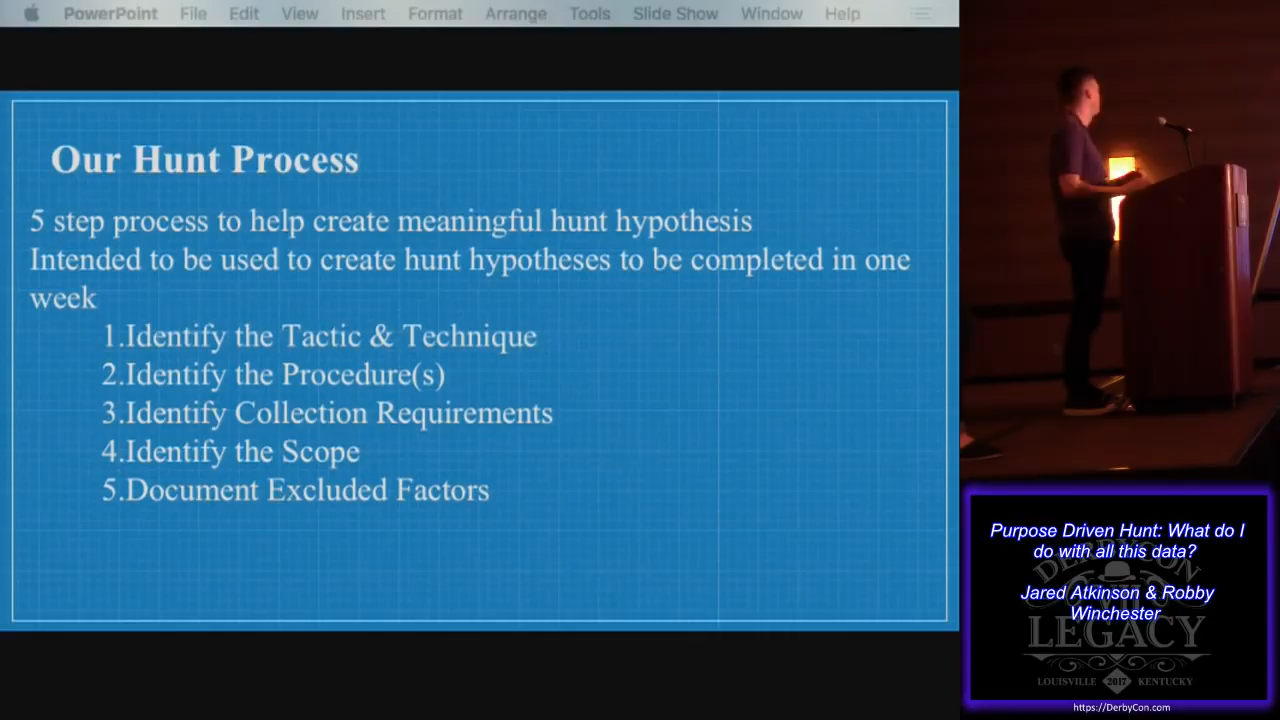 PowerPoint File Edit View Insert Format Arrange Tools Slide Show Window Help
Our Hunt Process
5 step process to help create meaningful hunt hypothesis
Intended to be used to create hunt hypotheses to be completed in one
week
1.Identify the Tactic & Technique
2.Identify the Procedure(s)
3.Identify Collection Requirements
4.Identify the Scope
5.Document Excluded Factors
Purpose Driven Hunt: What do I
do with all this data?
Jared Atkinson & Robby
Winchester
DERBYCON
VII
LEGACY
LOUISVILLE 2017 KENTUCKY
https://DerbyCon.com